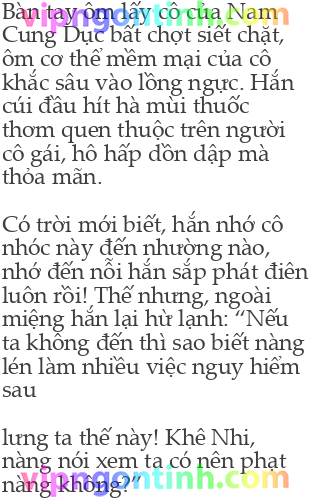 Bàn tay ôm lấy cô của Nam
Cung Dục bất chợt siết chặt,
ôm cơ thể mềm mại của cô
khắc sâu vào lồng ngực. Hắn
cúi đầu hít hà mùi thuốc
thơm quen thuộc trên người
cô gái, hô hấp dồn dập mà
thỏa mãn.
Có trời mới biết, hắn nhớ cô
nhóc này đến nhường nào,
nhớ đến nỗi hắn sắp phát điên
luôn rồi! Thế nhưng, ngoài
miệng hắn lại hừ lạnh: “Nếu
ta không đến thì sao biết nàng
lén làm nhiều việc nguy hiểm
sau
lưng ta thế này! Khê Nhi,
nàng nói xem ta có nên phạt
nàng không?”
vipngontinh.com
vipngontinh.com